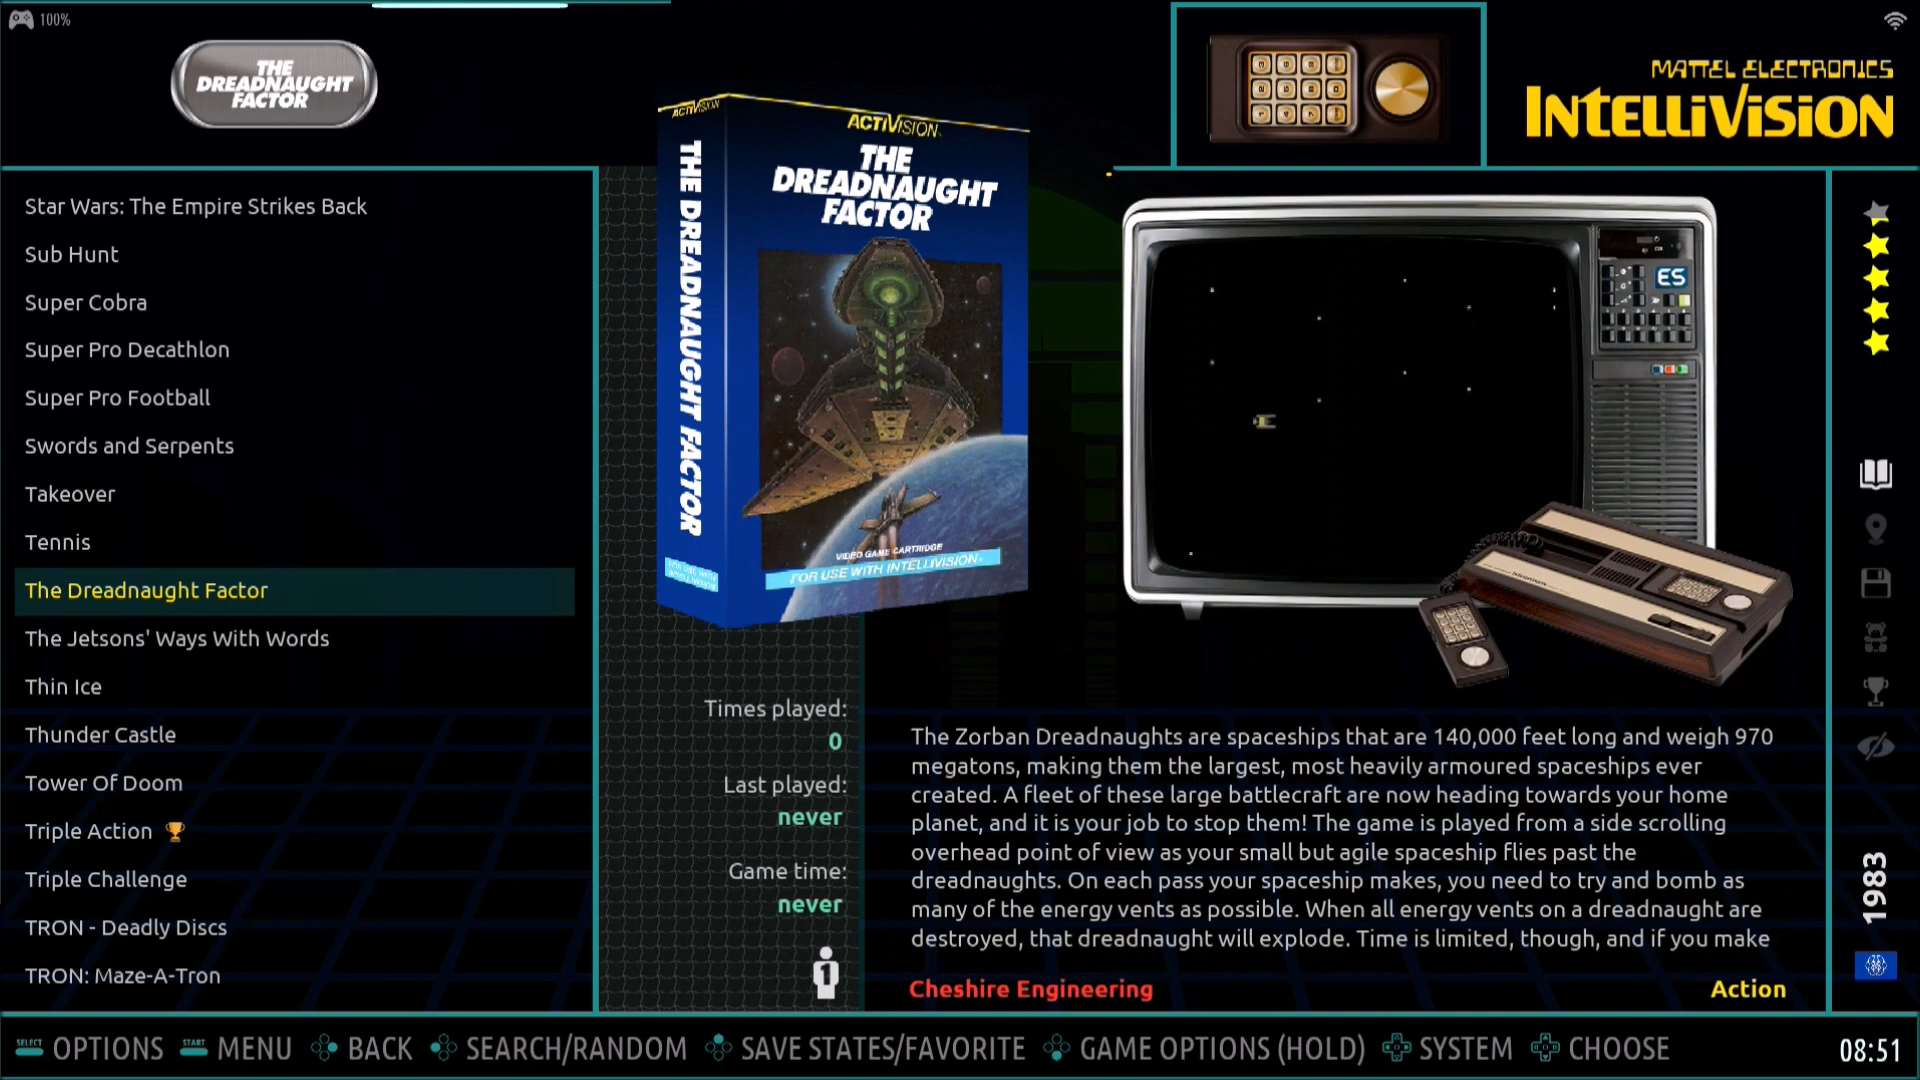 100%
THE
DREADNAUGHT
FACTOR
MATTEL ELECTRONICS
INTELLIVISION
Star Wars: The Empire Strikes Back
Sub Hunt
Super Cobra
Super Pro Decathlon
Super Pro Football
Swords and Serpents
Takeover
Tennis
The Dreadnaught Factor
The Jetsons' Ways With Words
Thin Ice
Thunder Castle
Tower Of Doom
Triple Action
Triple Challenge
TRON - Deadly Discs
TRON: Maze-A-Tron
ACTIVISION
THE DREADNAUGHT FACTOR
ACTIVISION
THE
DREADNAUGHT
FACTOR
VIDEO GAME CARTRIDGE
FOR USE WITH INTELLIVISION
ES
Times played:
0
Last played:
never
Game time:
never
1
The Zorban Dreadnaughts are spaceships that are 140,000 feet long and weigh 970
megatons, making them the largest, most heavily armoured spaceships ever
created. A fleet of these large battlecraft are now heading towards your home
planet, and it is your job to stop them! The game is played from a side scrolling
overhead point of view as your small but agile spaceship flies past the
dreadnaughts. On each pass your spaceship makes, you need to try and bomb as
many of the energy vents as possible. When all energy vents on a dreadnaught are
destroyed, that dreadnaught will explode. Time is limited, though, and if you make
Cheshire Engineering
Action
1983
SELECT OPTIONS START MENU BACK SEARCH/RANDOM SAVE STATES/FAVORITE GAME OPTIONS (HOLD) SYSTEM CHOOSE 08:51